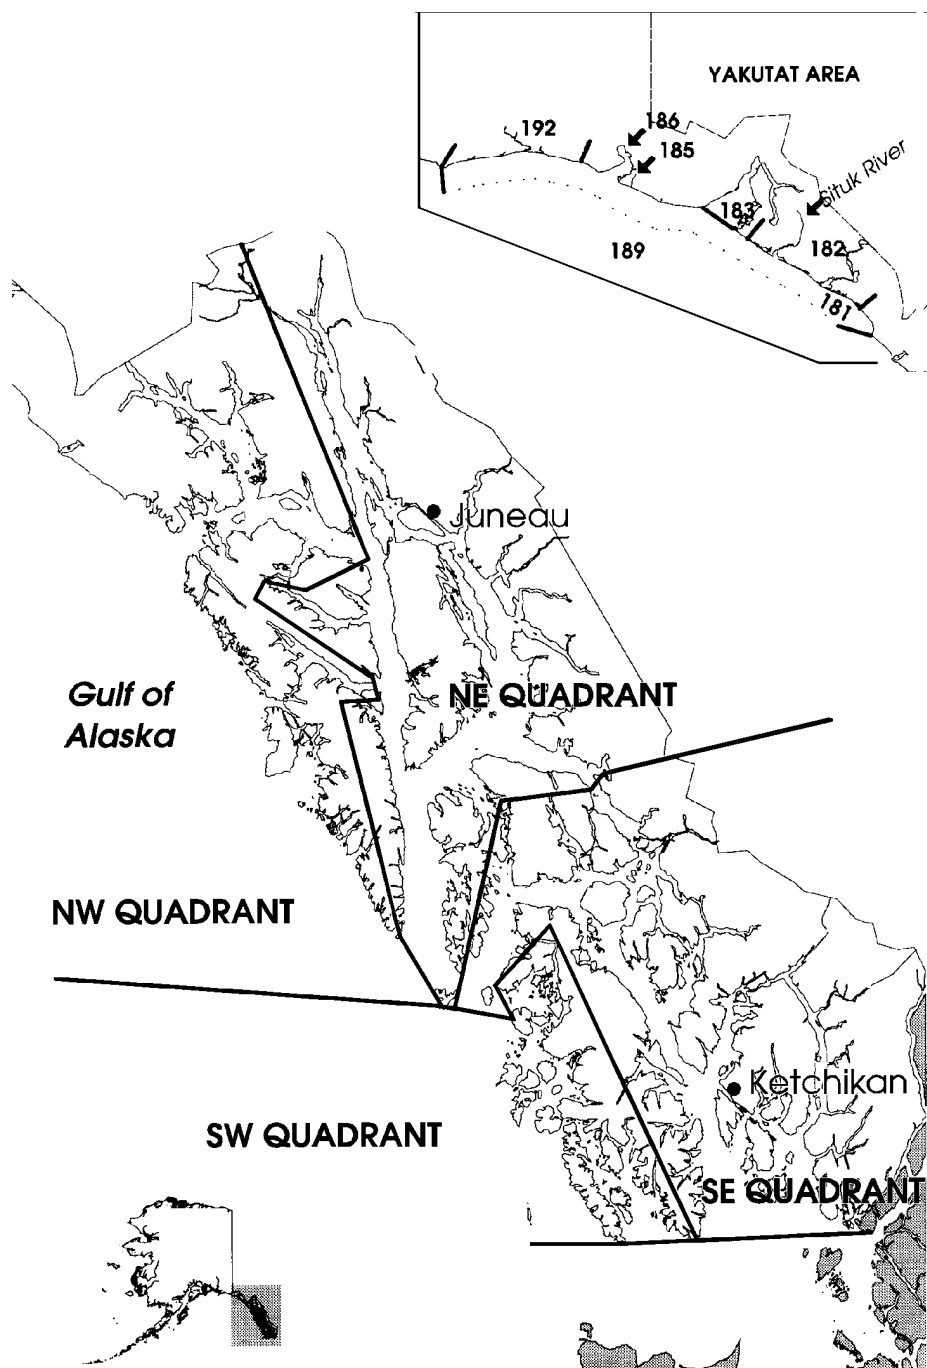 YAKUTAT AREA
192
186
185
Situk River
183
182
189
181
Juneau
Gulf of
Alaska
NE QUADRANT
NW QUADRANT
Ketchikan
SW QUADRANT
SE QUADRANT